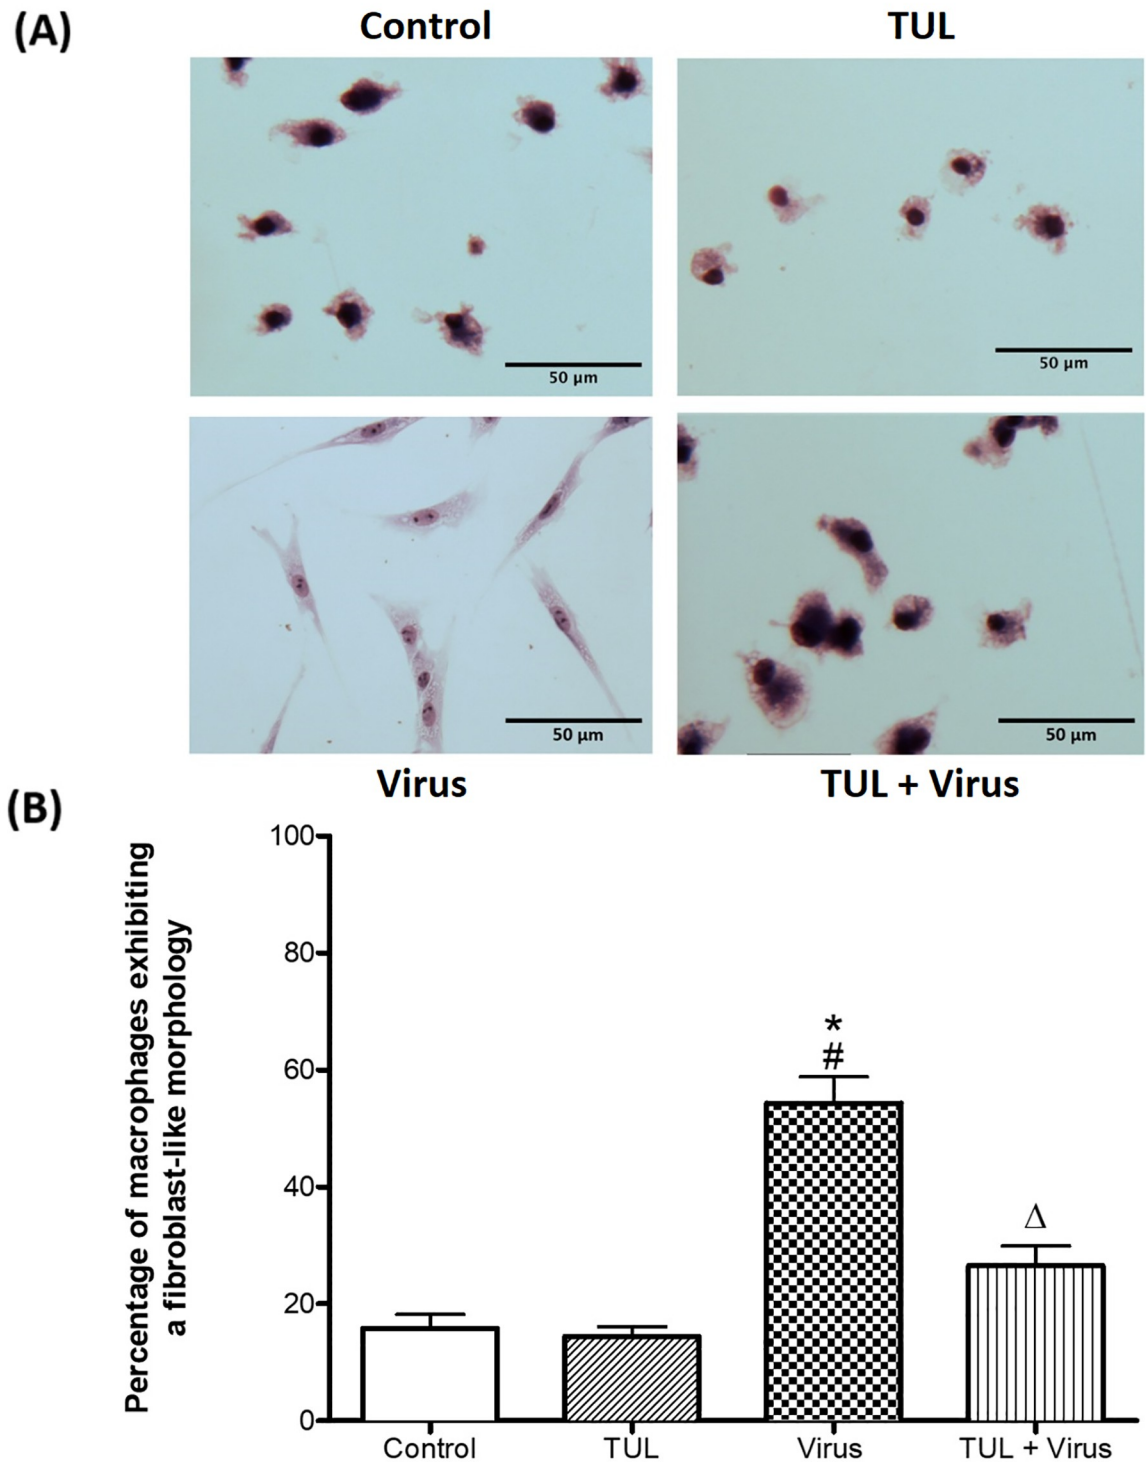 (A)
Control
TUL
50 µm
50 µm
50 µm
50 µm
Virus
TUL + Virus
(B)
Percentage of macrophages exhibiting
a fibroblast-like morphology
100
80
60
40
20
0
*
#
Δ
Control
TUL
Virus
TUL + Virus